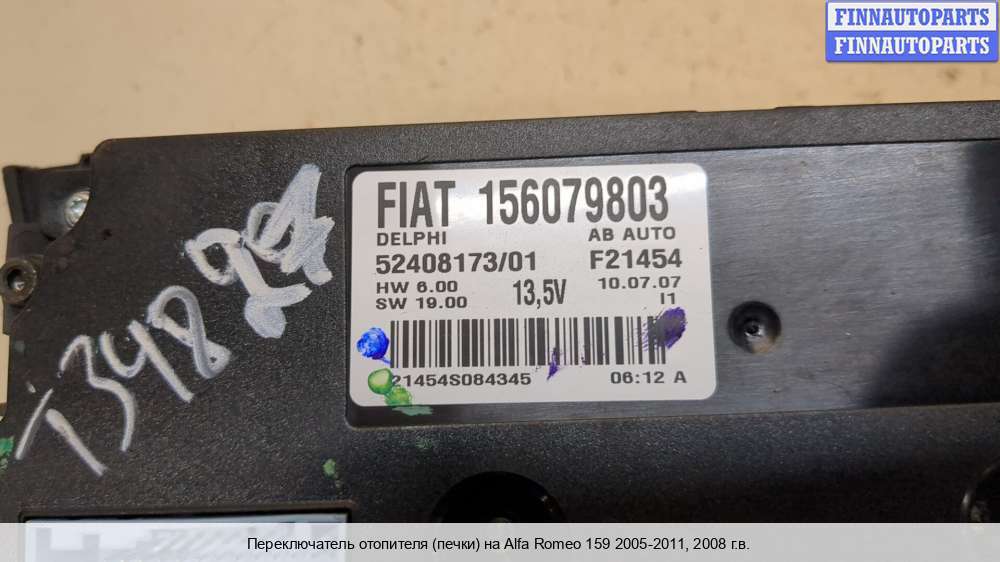 FINNAUTOPARTS
FINNAUTOPARTS
FIAT 156079803
DELPHI AB AUTO
52408173/01 F21454
HW 6.00 13,5V 10.07.07
SW 19.00 I1
21454S084345 06:12 A
Переключатель отопителя (печки) на Alfa Romeo 159 2005-2011, 2008 г.в.